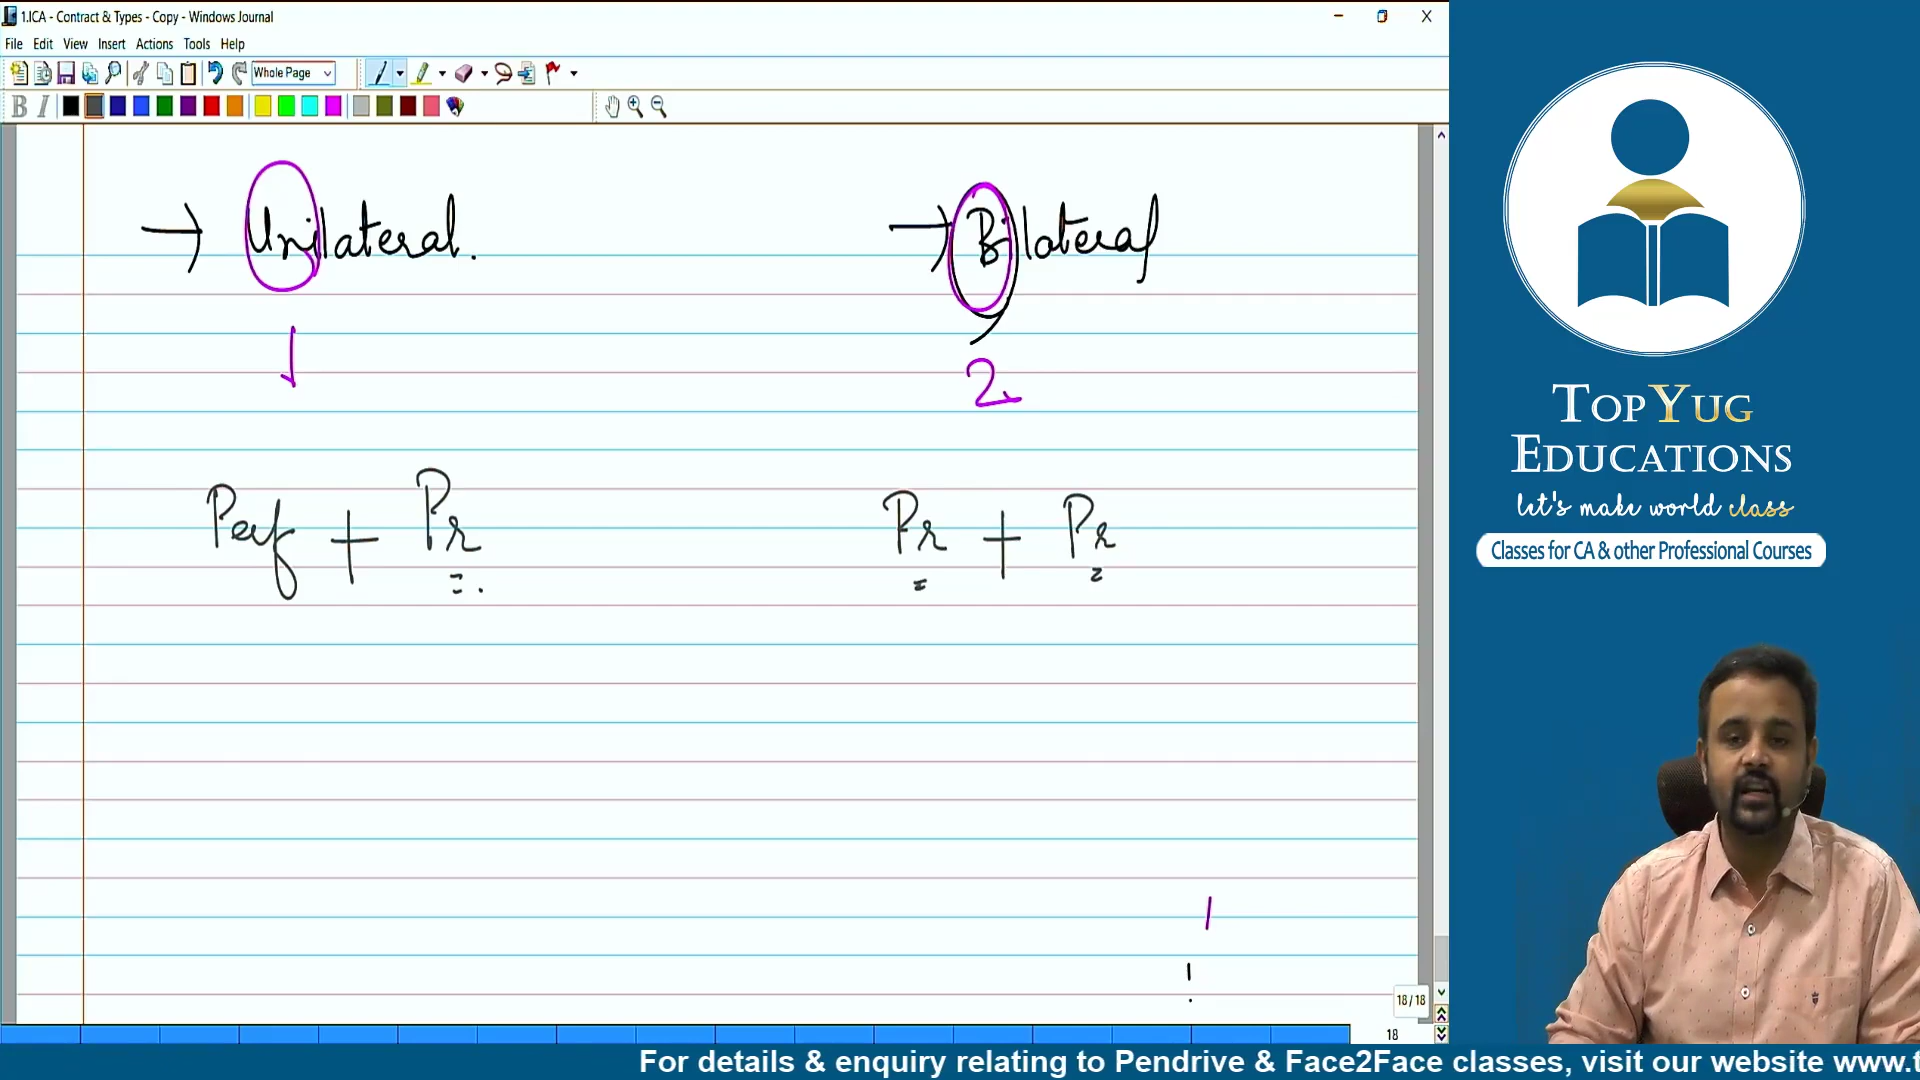 1.ICA - Contract & Types - Copy - Windows Journal
File Edit View Insert Actions Tools Help
Whole Page
B I
→ Unilateral. → Bilateral
1 2
Perf + Pr Pr + Pr
18 / 18
18
TOPYUG
EDUCATIONS
let's make world class
Classes for CA & other Professional Courses
For details & enquiry relating to Pendrive & Face2Face classes, visit our website www.t